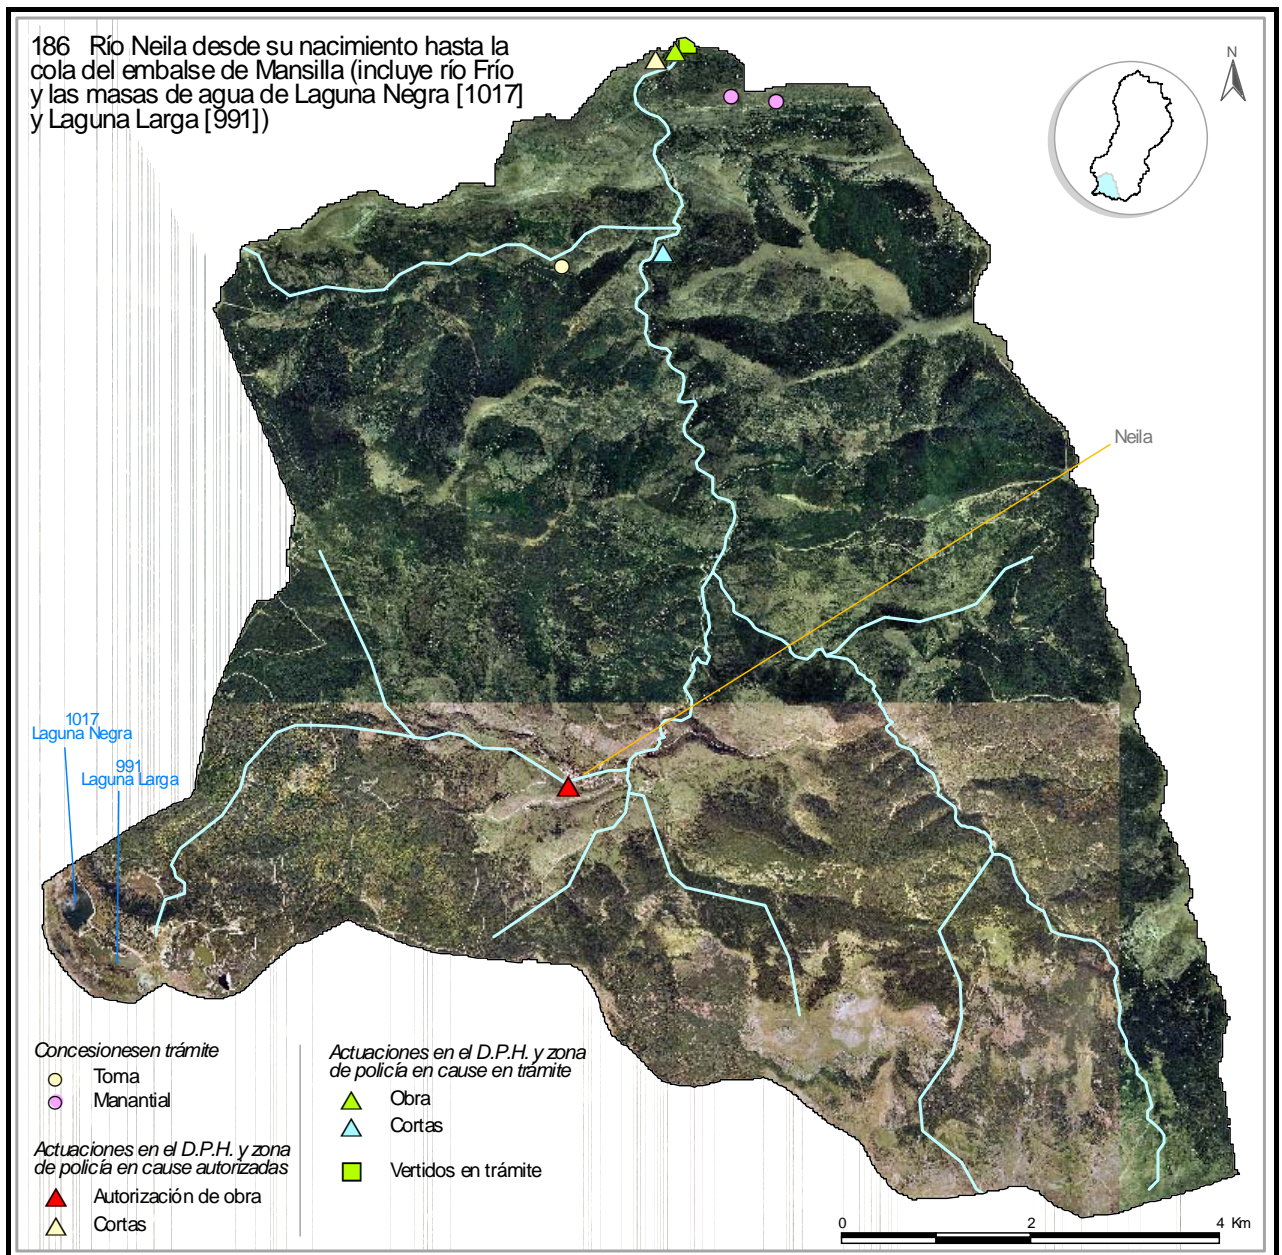 186 Río Neila desde su nacimiento hasta la
cola del embalse de Mansilla (incluye río Frío
y las masas de agua de Laguna Negra [1017]
y Laguna Larga [991])
N
Neila
1017
Laguna Negra
991
Laguna Larga
Concesionesen trámite
Toma
Manantial
Actuaciones en el D.P.H. y zona
de policía en cause autorizadas
Autorización de obra
Cortas
Actuaciones en el D.P.H. y zona
de policía en cause en trámite
Obra
Cortas
Vertidos en trámite
0 2 4 Km